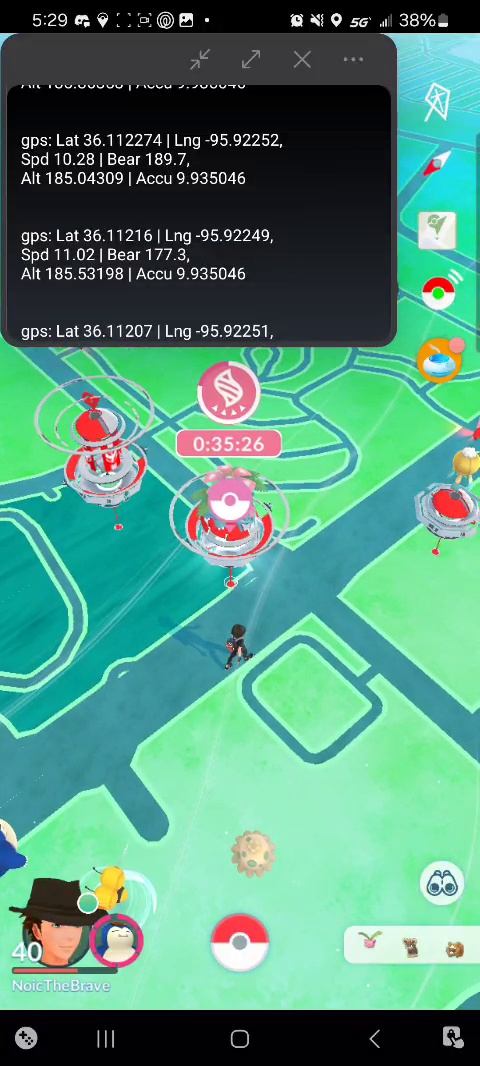 5:29
5G
38%
gps: Lat 36.112274 | Lng -95.92252,
Spd 10.28 | Bear 189.7,
Alt 185.04309 | Accu 9.935046
gps: Lat 36.11216 | Lng -95.92249,
Spd 11.02 | Bear 177.3,
Alt 185.53198 | Accu 9.935046
gps: Lat 36.11207 | Lng -95.92251,
0:35:26
40
NoicTheBrave